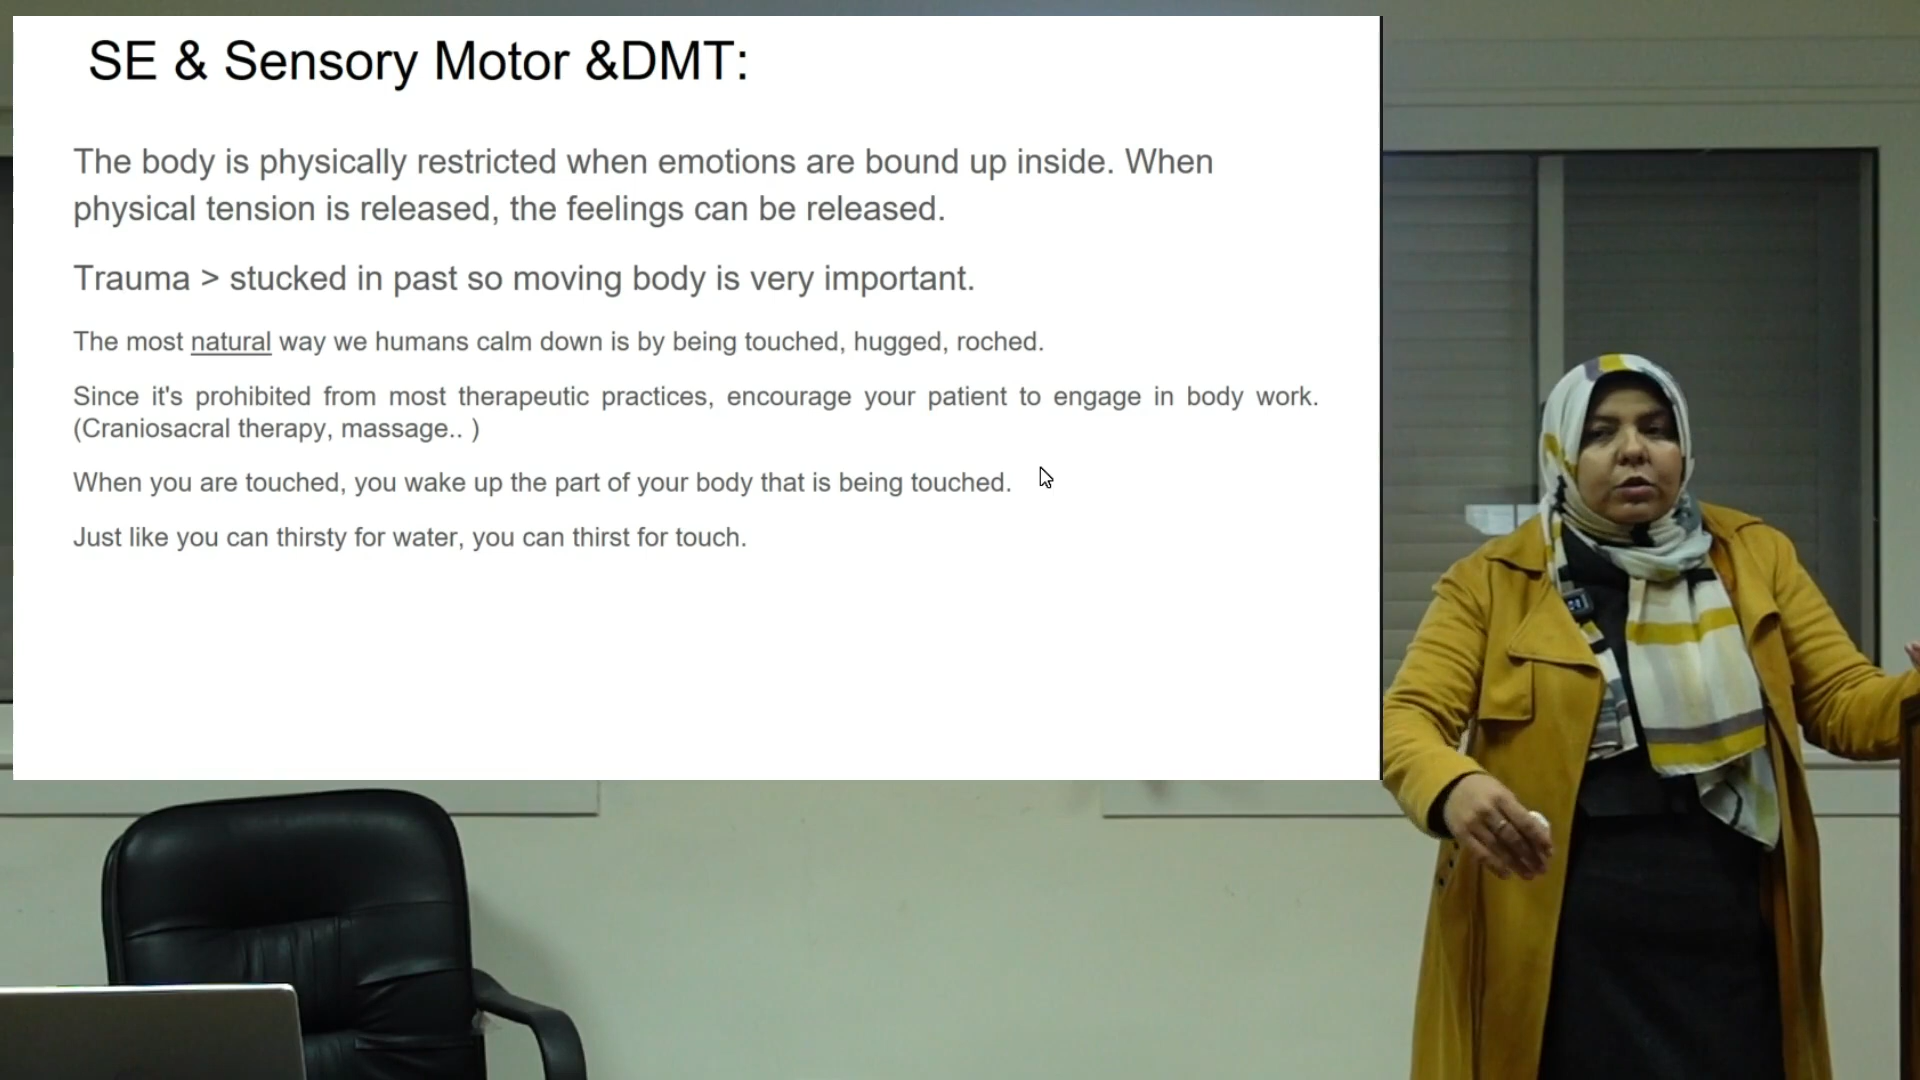 SE & Sensory Motor &DMT:
The body is physically restricted when emotions are bound up inside. When
physical tension is released, the feelings can be released.
Trauma > stucked in past so moving body is very important.
The most natural way we humans calm down is by being touched, hugged, roched.
Since it's prohibited from most therapeutic practices, encourage your patient to engage in body work.
(Craniosacral therapy, massage.. )
When you are touched, you wake up the part of your body that is being touched.
Just like you can thirsty for water, you can thirst for touch.